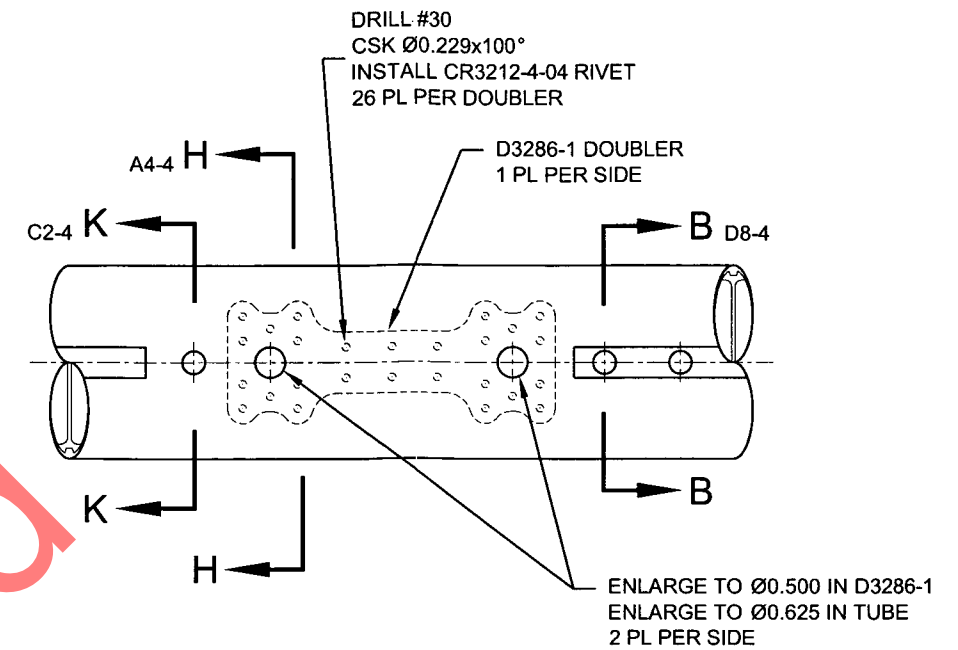 DRILL #30
CSK Ø0.229x100°
INSTALL CR3212-4-04 RIVET
26 PL PER DOUBLER
D3286-1 DOUBLER
1 PL PER SIDE
A4-4 H
C2-4 K
B D8-4
K
B
H
ENLARGE TO Ø0.500 IN D3286-1
ENLARGE TO Ø0.625 IN TUBE
2 PL PER SIDE